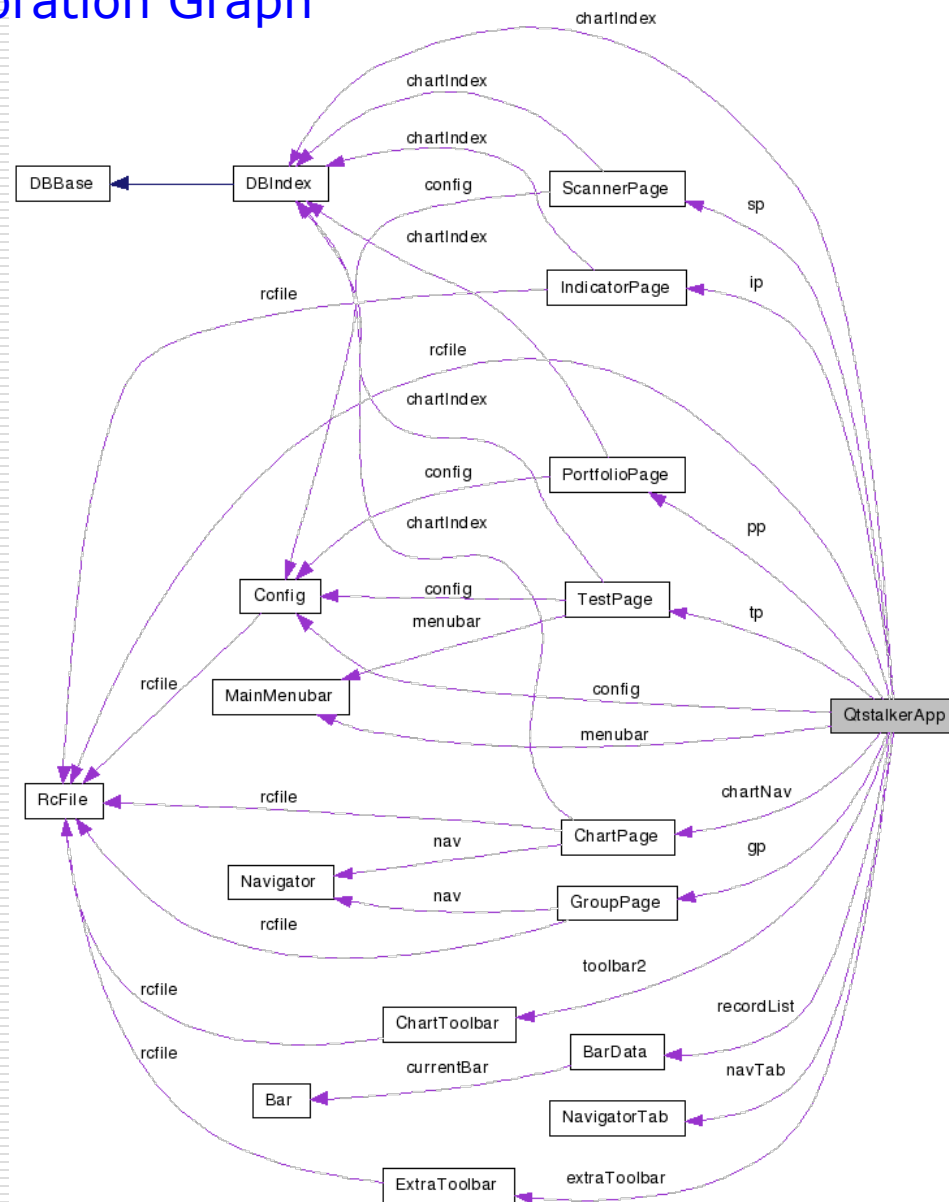 oration Graph
chartIndex
chartIndex
chartIndex
DBBase
DBIndex
config
ScannerPage
sp
chartIndex
rcfile
IndicatorPage
ip
rcfile
chartIndex
config
PortfolioPage
chartIndex
pp
Config
config
TestPage
menubar
tp
rcfile
MainMenubar
config
QtstalkerApp
menubar
RcFile
rcfile
chartNav
ChartPage
nav
gp
Navigator
nav
GroupPage
rcfile
toolbar2
rcfile
ChartToolbar
recordList
BarData
rcfile
currentBar
navTab
Bar
NavigatorTab
ExtraToolbar
extraToolbar